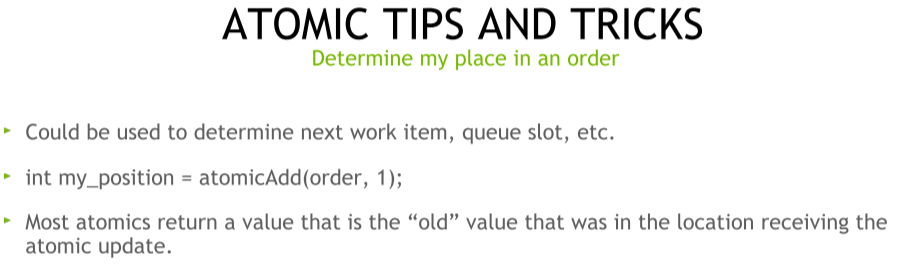 ATOMIC TIPS AND TRICKS
Determine my place in an order
► Could be used to determine next work item, queue slot, etc.
► int my_position = atomicAdd(order, 1);
► Most atomics return a value that is the “old” value that was in the location receiving the
atomic update.